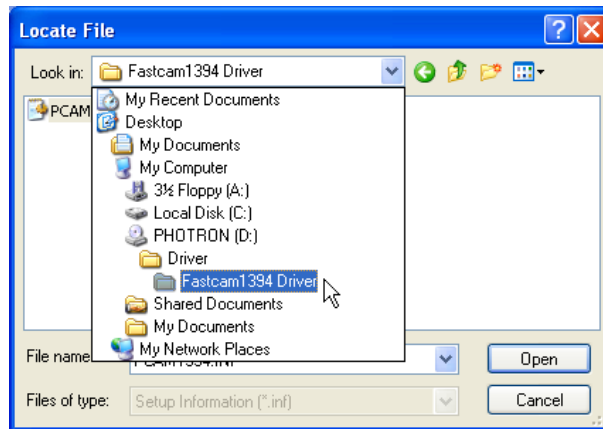 Locate File
Look in: Fastcam1394 Driver
PCAM
My Recent Documents
Desktop
My Documents
My Computer
3½ Floppy (A:)
Local Disk (C:)
PHOTRON (D:)
Driver
Fastcam1394 Driver
Shared Documents
My Documents
My Network Places
File name
PCAM1394.INF
Open
Files of type: Setup Information (*.inf)
Cancel